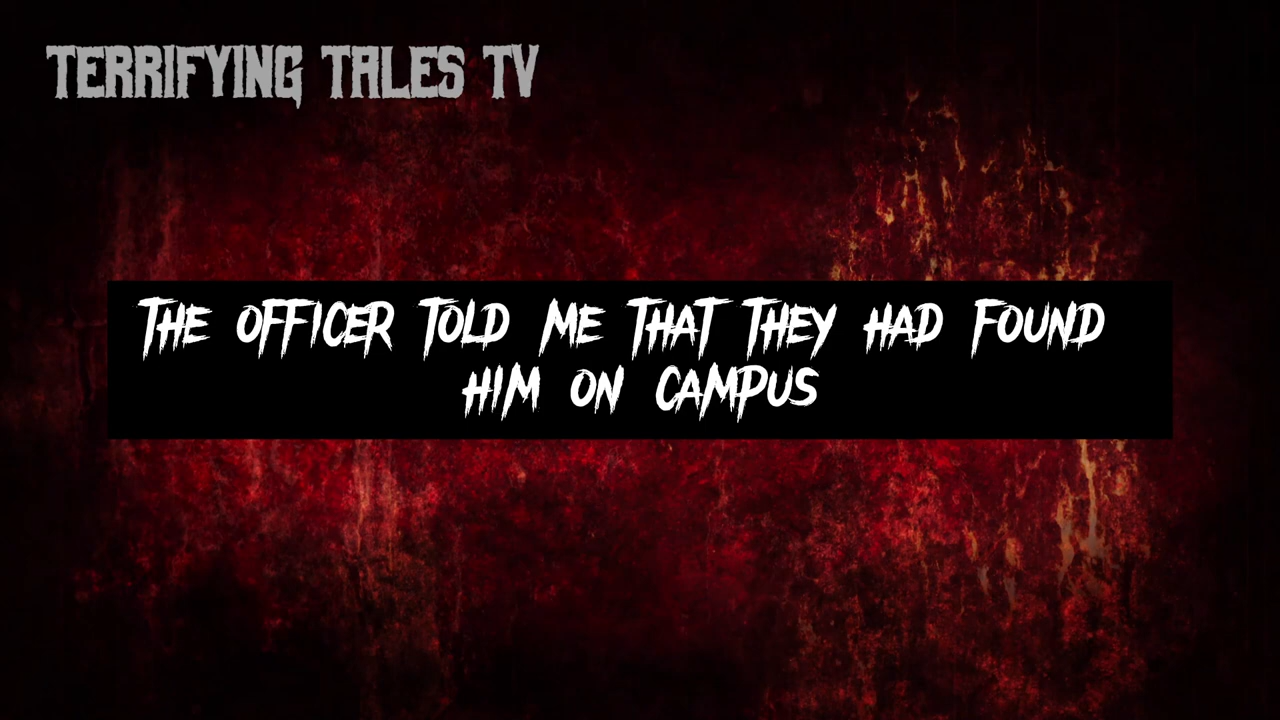 TERRIFYING TALES TV
THE OFFICER TOLD ME THAT THEY HAD FOUND
HIM ON CAMPUS